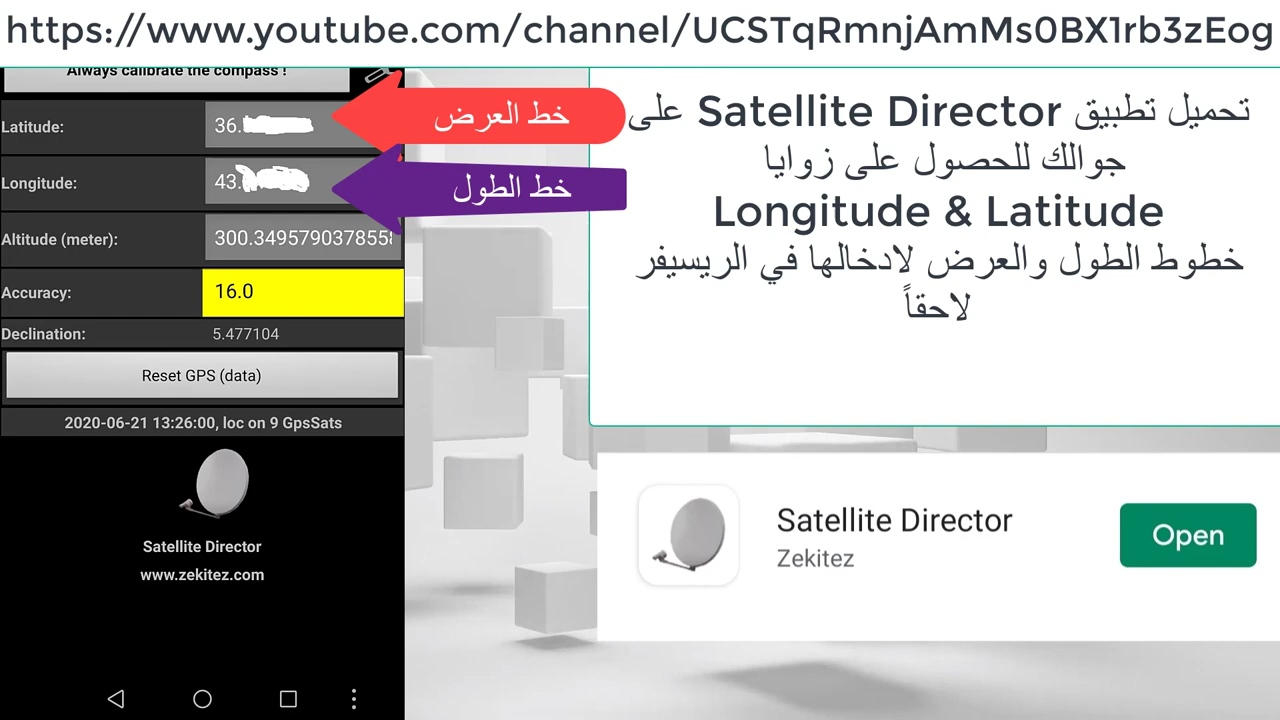 https://www.youtube.com/channel/UCSTqRmnjAmMs0BX1rb3zEog
Always calibrate the compass !
Latitude: 36.
خط العرض
Longitude: 43.
خط الطول
Altitude (meter): 300.349579037855
Accuracy: 16.0
Declination: 5.477104
Reset GPS (data)
2020-06-21 13:26:00, loc on 9 GpsSats
Satellite Director
www.zekitez.com
تحميل تطبيق Satellite Director على
جوالك للحصول على زوايا
Longitude & Latitude
خطوط الطول والعرض لادخالها في الريسيفر
لاحقاً
Satellite Director
Zekitez
Open